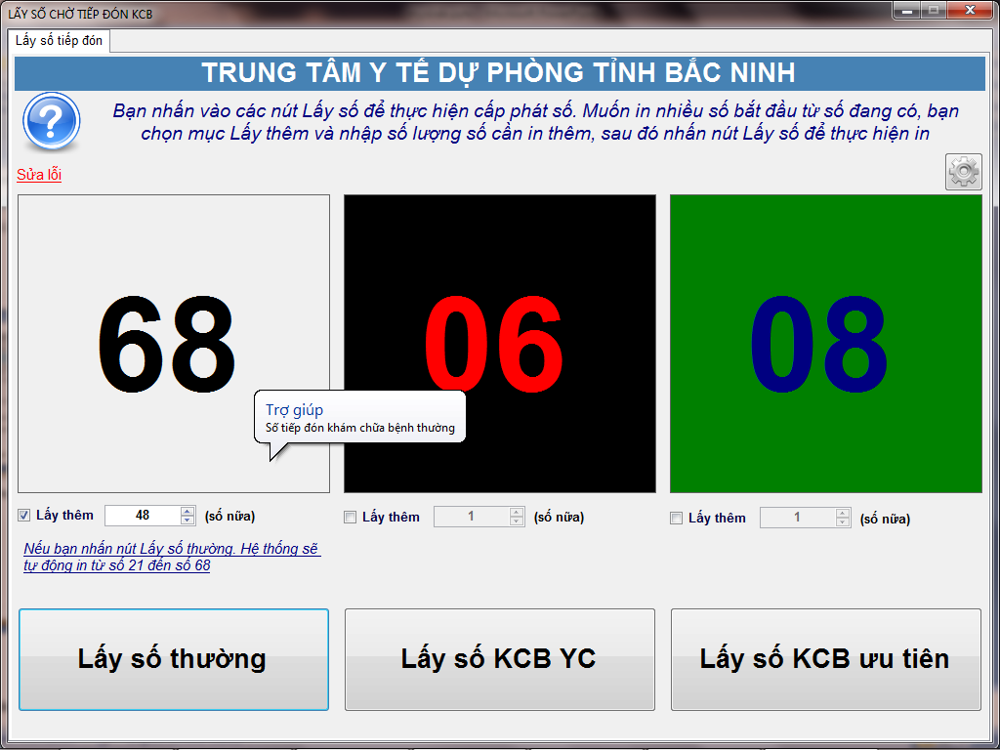 LẤY SỐ CHỜ TIẾP ĐÓN KCB
Lấy số tiếp đón
TRUNG TÂM Y TẾ DỰ PHÒNG TỈNH BẮC NINH
Bạn nhấn vào các nút Lấy số để thực hiện cấp phát số. Muốn in nhiều số bắt đầu từ số đang có, bạn
chọn mục Lấy thêm và nhập số lượng số cần in thêm, sau đó nhấn nút Lấy số để thực hiện in
Sửa lỗi
68
06
08
Trợ giúp
Số tiếp đón khám chữa bệnh thường
Lấy thêm 48 (số nữa)
Lấy thêm 1 (số nữa)
Lấy thêm 1 (số nữa)
Nếu bạn nhấn nút Lấy số thường. Hệ thống sẽ
tự động in từ số 21 đến số 68
Lấy số thường
Lấy số KCB YC
Lấy số KCB ưu tiên